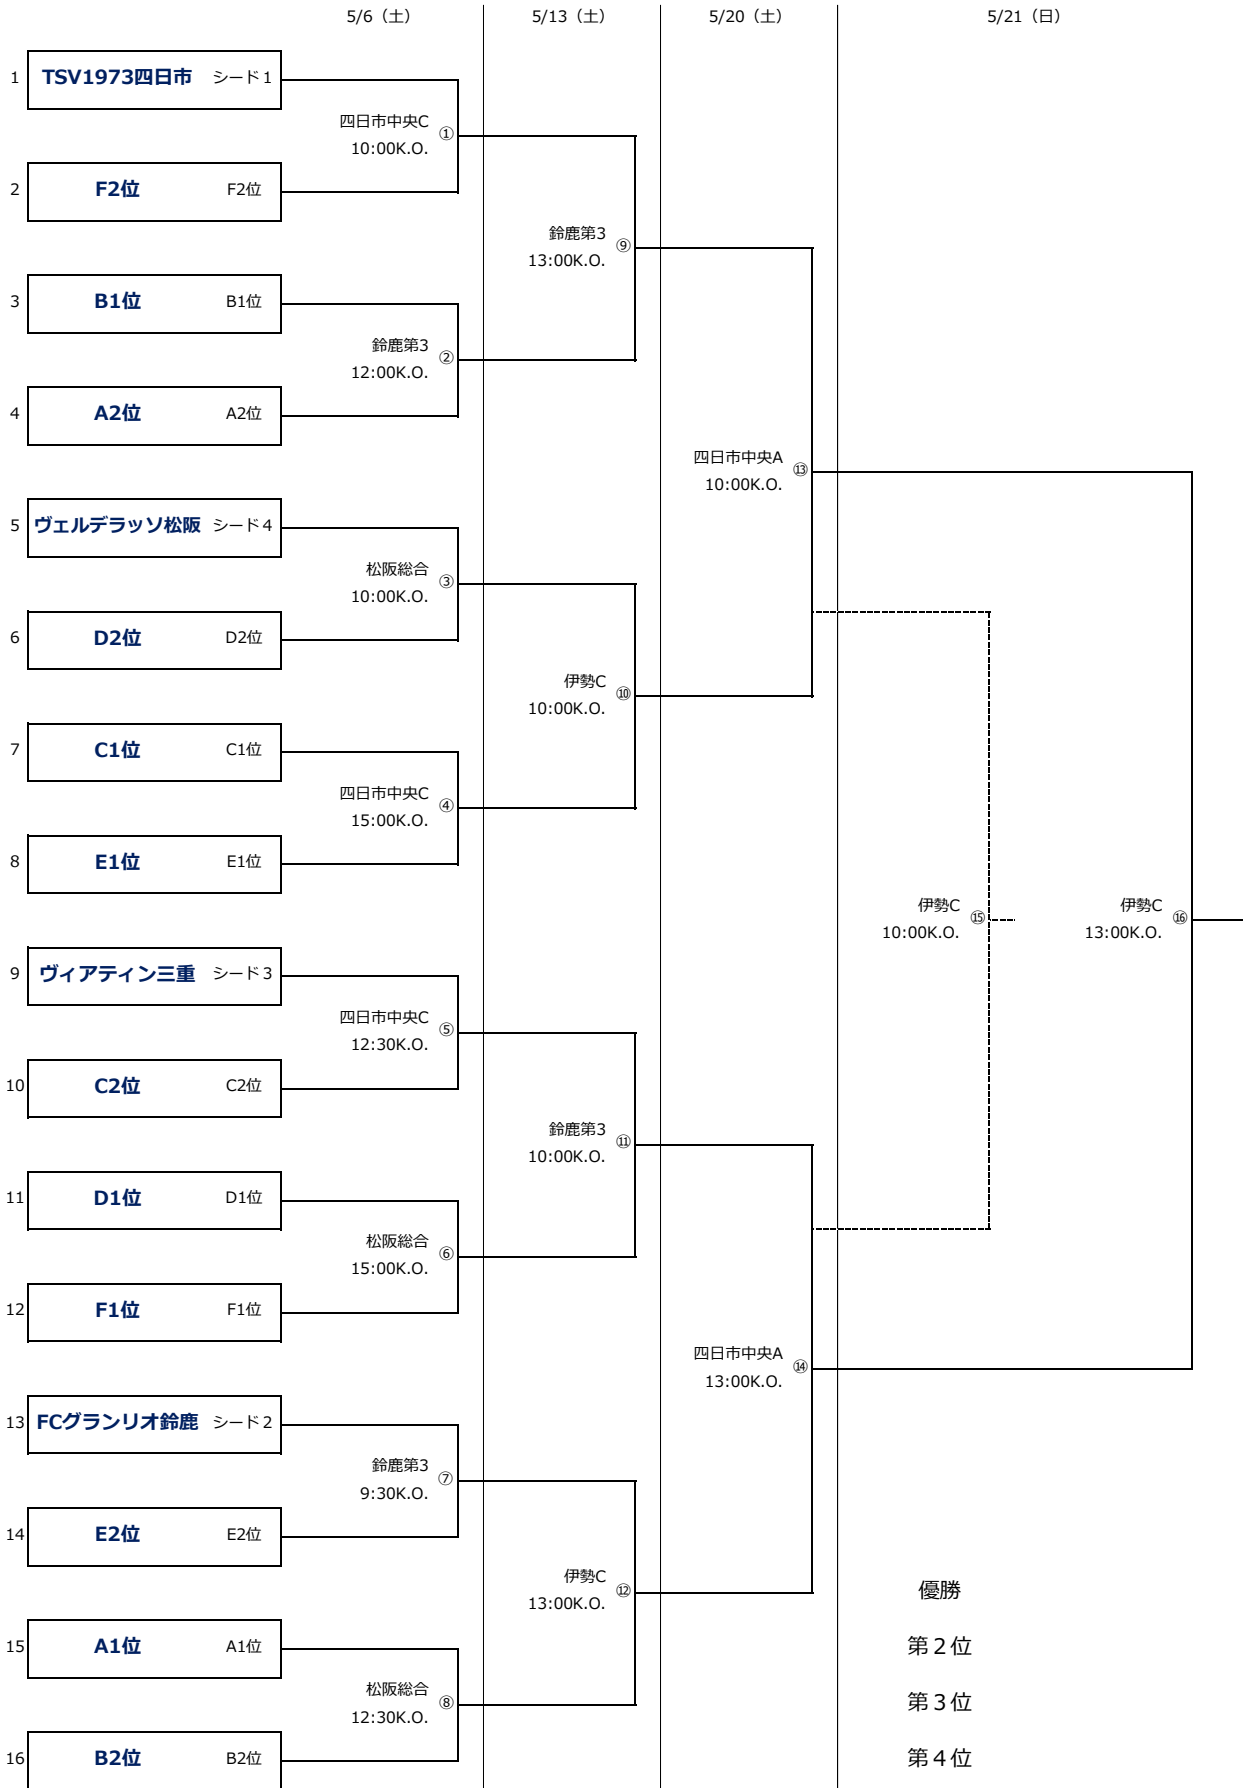 5/6（土）
5/13（土）
5/20（土）
5/21（日）
1
TSV1973四日市 シード１
四日市中央C ①
10:00K.O.
2
F2位 F2位
鈴鹿第3 ⑨
13:00K.O.
3
B1位 B1位
鈴鹿第3 ②
12:00K.O.
4
A2位 A2位
四日市中央A ⑬
10:00K.O.
5
ヴェルデラッソ松阪 シード４
松阪総合 ③
10:00K.O.
6
D2位 D2位
伊勢C ⑩
10:00K.O.
7
C1位 C1位
四日市中央C ④
15:00K.O.
8
E1位 E1位
伊勢C ⑮
10:00K.O.
伊勢C ⑯
13:00K.O.
9
ヴィアティン三重 シード３
四日市中央C ⑤
12:30K.O.
10
C2位 C2位
鈴鹿第3 ⑪
10:00K.O.
11
D1位 D1位
松阪総合 ⑥
15:00K.O.
12
F1位 F1位
四日市中央A ⑭
13:00K.O.
13
FCグランリオ鈴鹿 シード２
鈴鹿第3 ⑦
9:30K.O.
14
E2位 E2位
伊勢C ⑫
13:00K.O.
優勝
15
A1位 A1位
第２位
松阪総合 ⑧
12:30K.O.
第３位
16
B2位 B2位
第４位